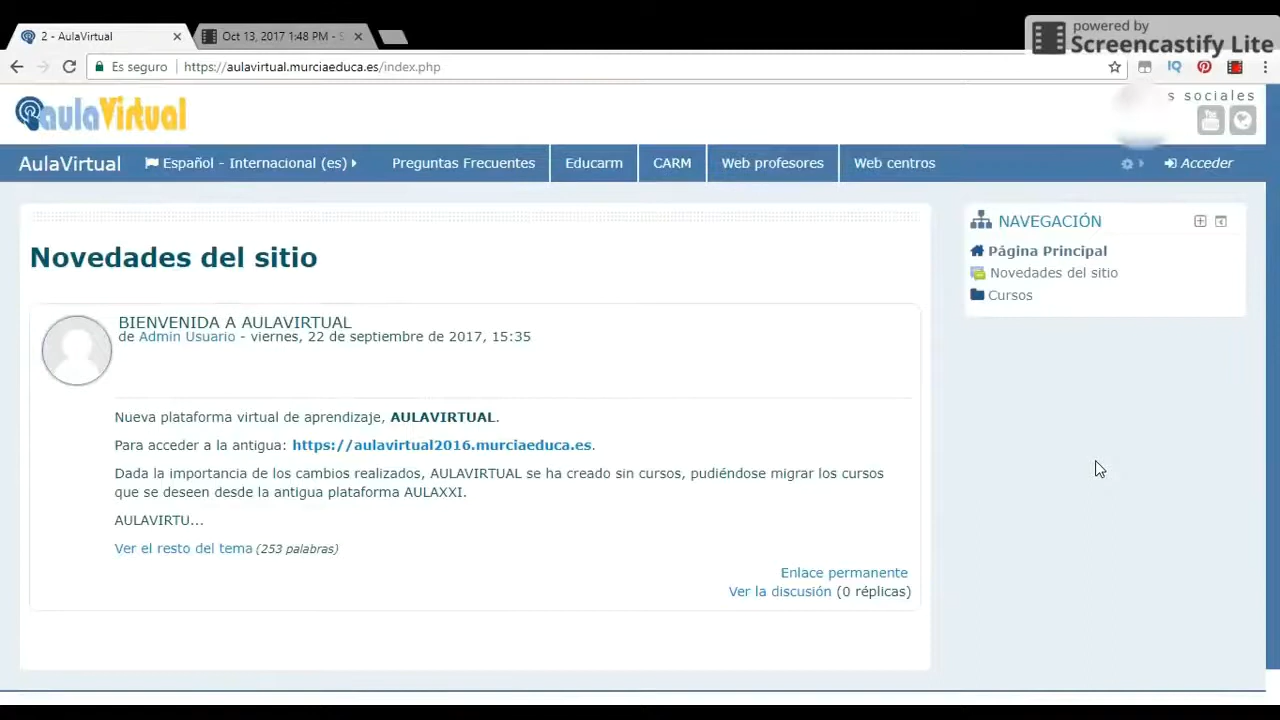 2 - AulaVirtual
Oct 13, 2017 1:48 PM - S
powered by
Screencastify Lite
Es seguro
https://aulavirtual.murciaeduca.es/index.php
IQ
aulaVirtual
s sociales
You
AulaVirtual
Español - Internacional (es)
Preguntas Frecuentes
Educarm
CARM
Web profesores
Web centros
Acceder
Novedades del sitio
BIENVENIDA A AULAVIRTUAL
de Admin Usuario - viernes, 22 de septiembre de 2017, 15:35
Nueva plataforma virtual de aprendizaje, AULAVIRTUAL.
Para acceder a la antigua: https://aulavirtual2016.murciaeduca.es.
Dada la importancia de los cambios realizados, AULAVIRTUAL se ha creado sin cursos, pudiéndose migrar los cursos
que se deseen desde la antigua plataforma AULAXXI.
AULAVIRTU...
Ver el resto del tema (253 palabras)
Enlace permanente
Ver la discusión (0 réplicas)
NAVEGACIÓN
Página Principal
Novedades del sitio
Cursos